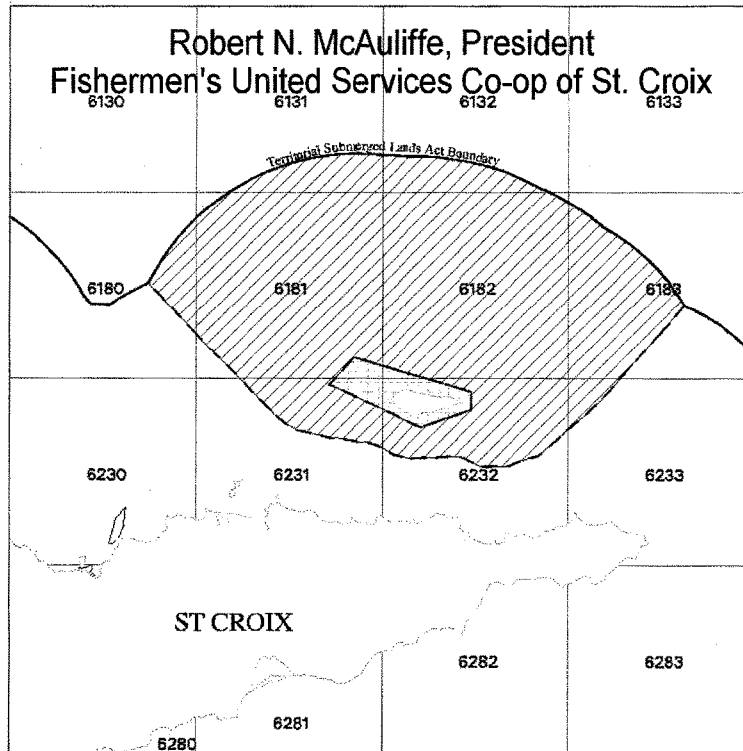 Robert N. McAuliffe, President
Fishermen's United Services Co-op of St. Croix
6130 6131 6132 6133
Territorial Submerged Lands Act Boundary
6180 6181 6182 6183
6230 6231 6232 6233
ST CROIX
6282 6283
6280 6281